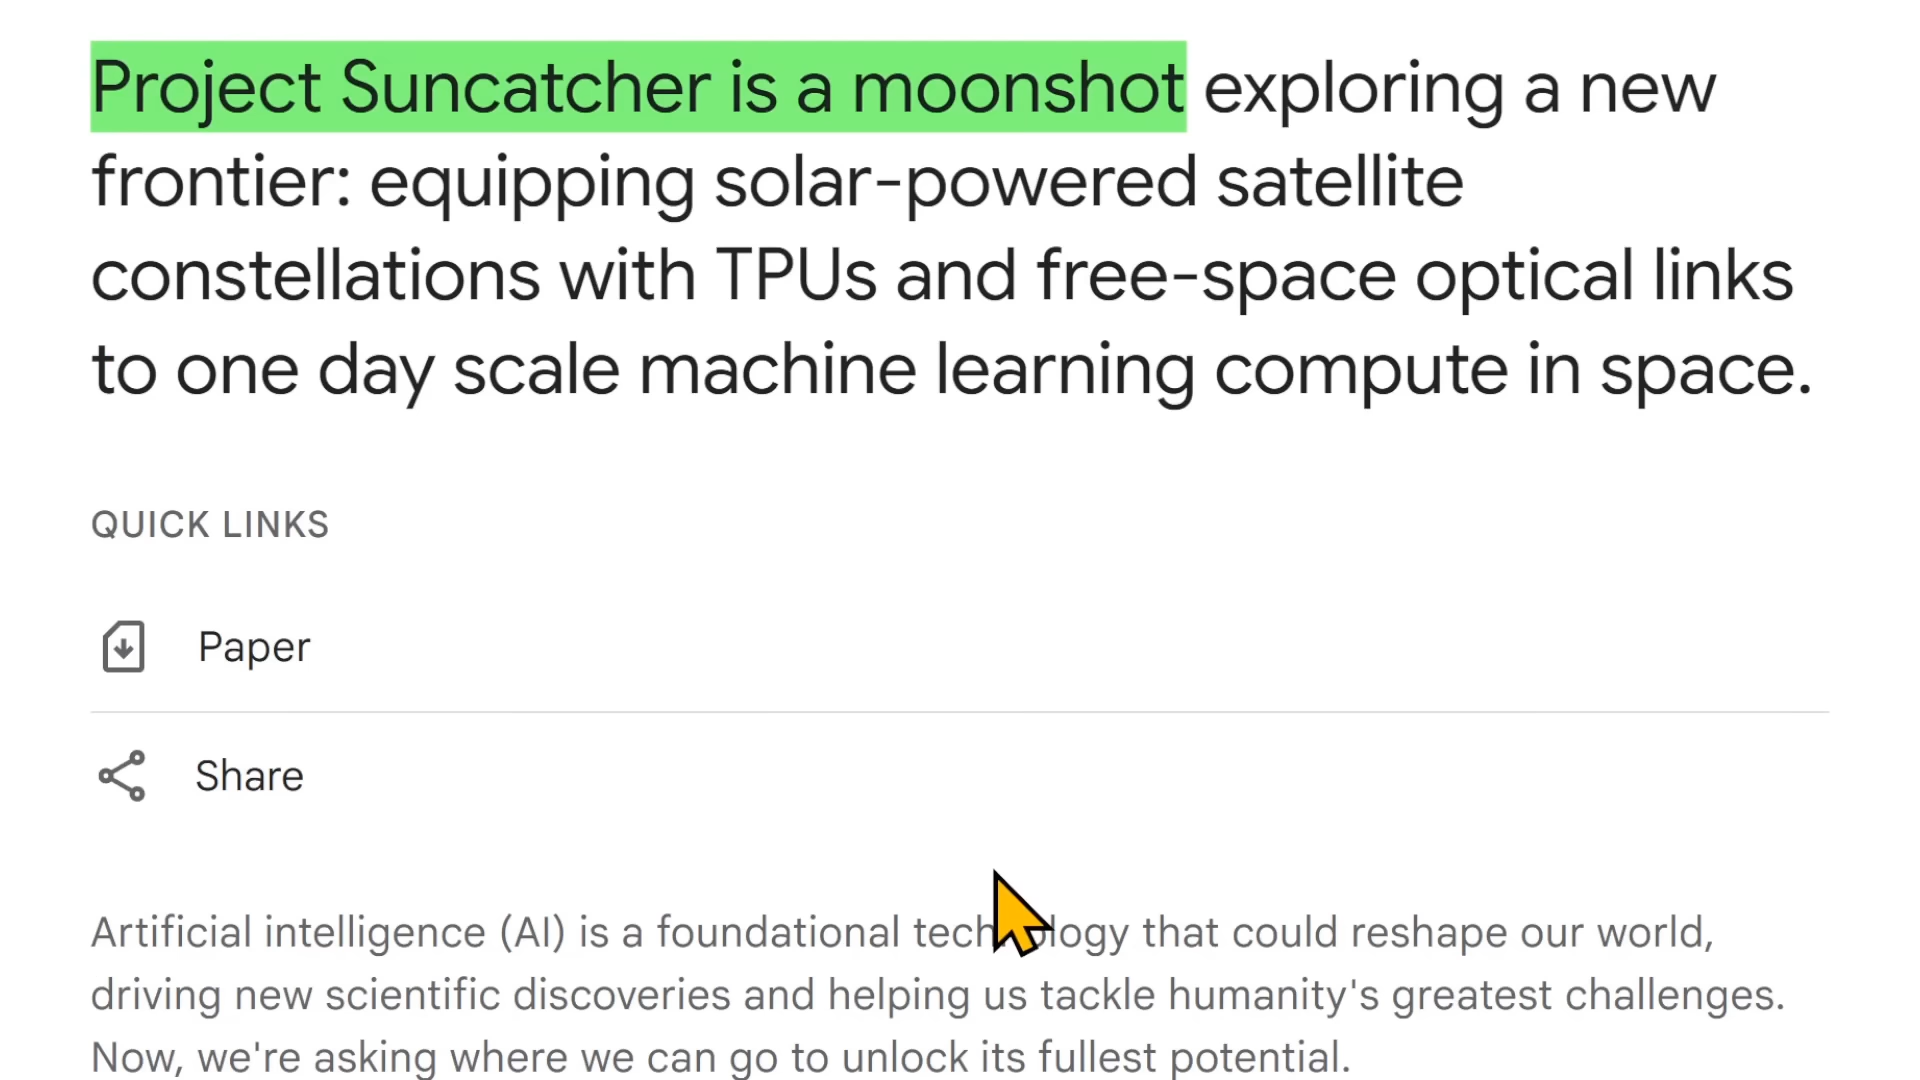 Project Suncatcher is a moonshot exploring a new
frontier: equipping solar-powered satellite
constellations with TPUs and free-space optical links
to one day scale machine learning compute in space.
QUICK LINKS
Paper
Share
Artificial intelligence (AI) is a foundational technology that could reshape our world,
driving new scientific discoveries and helping us tackle humanity's greatest challenges.
Now, we're asking where we can go to unlock its fullest potential.